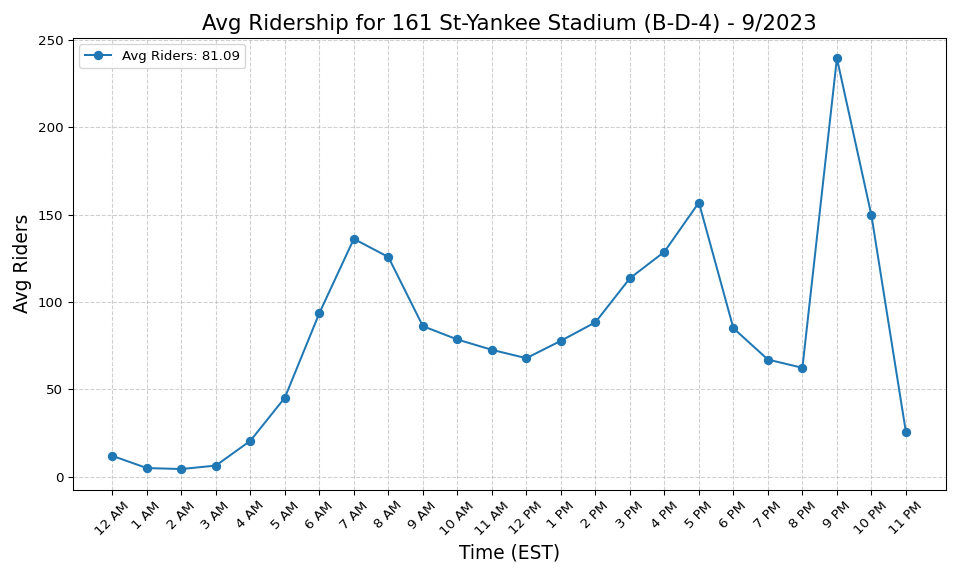 Avg Ridership for 161 St-Yankee Stadium (B-D-4) - 9/2023
Avg Riders: 81.09
250
200
150
100
50
0
Avg Riders
12 AM
1 AM
2 AM
3 AM
4 AM
5 AM
6 AM
7 AM
8 AM
9 AM
10 AM
11 AM
12 PM
1 PM
2 PM
3 PM
4 PM
5 PM
6 PM
7 PM
8 PM
9 PM
10 PM
11 PM
Time (EST)